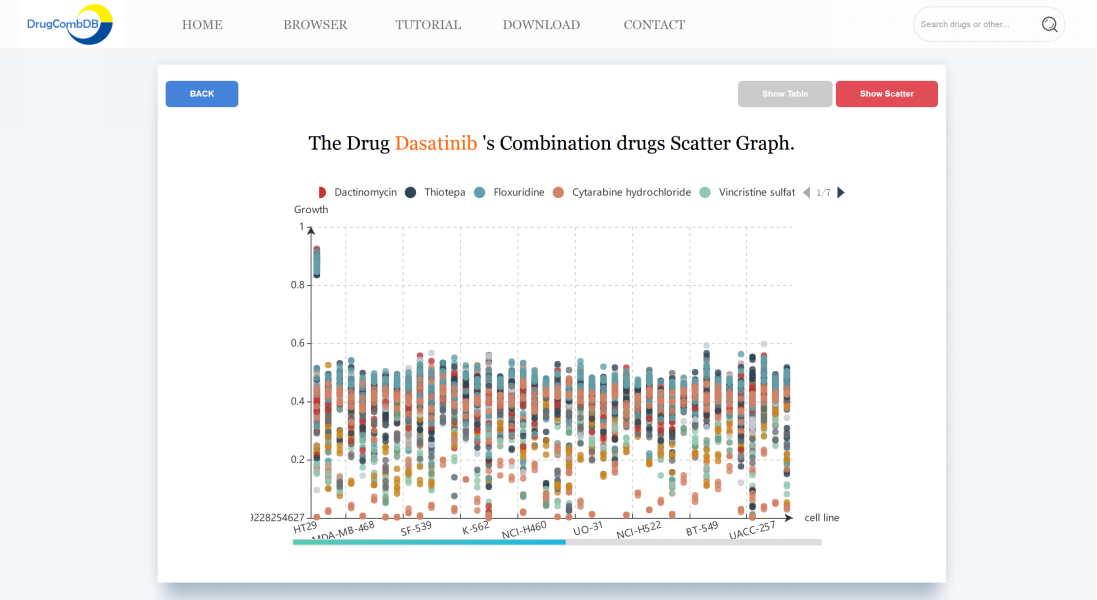 DrugCombDB
HOME BROWSER TUTORIAL DOWNLOAD CONTACT
Search drugs or other...
BACK
Show Table
Show Scatter
The Drug Dasatinib 's Combination drugs Scatter Graph.
Dactinomycin Thiotepa Floxuridine Cytarabine hydrochloride Vincristine sulfat 1/7
Growth
1
0.8
0.6
0.4
0.2
9228254627
cell line
HT29 MDA-MB-468 SF-539 K-562 NCI-H460 UO-31 NCI-H522 BT-549 UACC-257